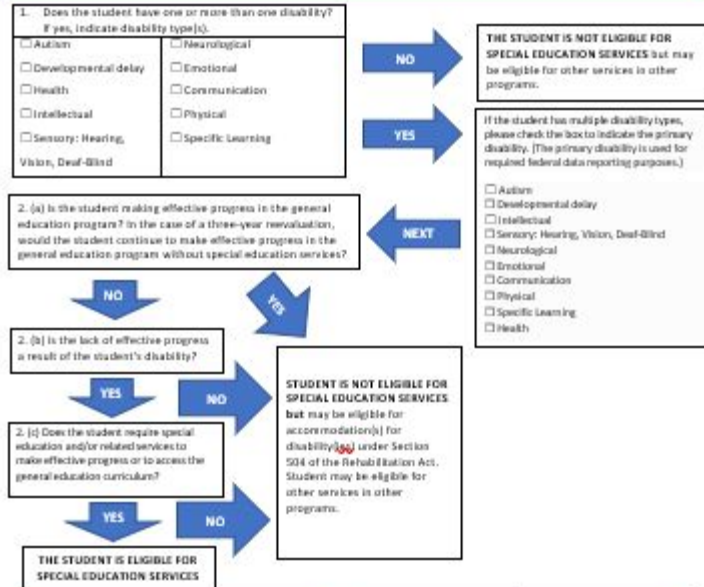 1. Does the student have one or more than one disability?
If yes, indicate disability type(s).
☐ Autism
☐ Developmental delay
☐ Health
☐ Intellectual
☐ Sensory: Hearing,
Vision, Deaf-Blind
☐ Neurological
☐ Emotional
☐ Communication
☐ Physical
☐ Specific Learning
NO
THE STUDENT IS NOT ELIGIBLE FOR
SPECIAL EDUCATION SERVICES but may
be eligible for other services in other
programs.
YES
If the student has multiple disability types,
please check the box to indicate the primary
disability. (The primary disability is used for
required federal data reporting purposes.)
☐ Autism
☐ Developmental delay
☐ Intellectual
☐ Sensory: Hearing, Vision, Deaf-Blind
☐ Neurological
☐ Emotional
☐ Communication
☐ Physical
☐ Specific Learning
☐ Health
NEXT
2. (a) Is the student making effective progress in the general
education program? In the case of a three-year reevaluation,
would the student continue to make effective progress in the
general education program without special education services?
NO
YES
2. (b) Is the lack of effective progress
a result of the student's disability?
YES
NO
STUDENT IS NOT ELIGIBLE FOR
SPECIAL EDUCATION SERVICES
but may be eligible for
accommodation(s) for
disability(ies) under Section
504 of the Rehabilitation Act.
Student may be eligible for
other services in other
programs.
2. (c) Does the student require special
education and/or related services to
make effective progress or to access the
general education curriculum?
YES
NO
THE STUDENT IS ELIGIBLE FOR
SPECIAL EDUCATION SERVICES